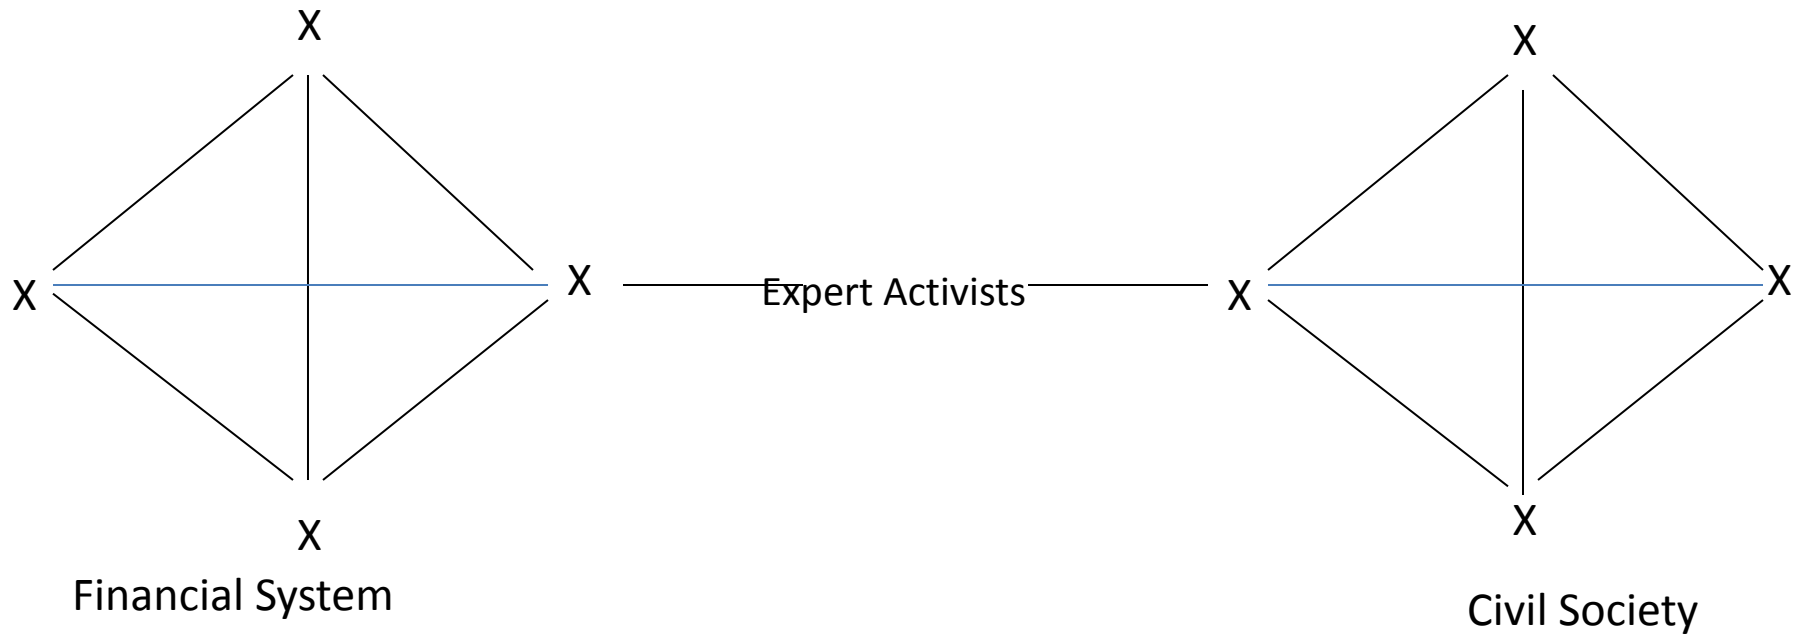 X
X
X
X
Expert Activists
X
X
X
X
Financial System
Civil Society